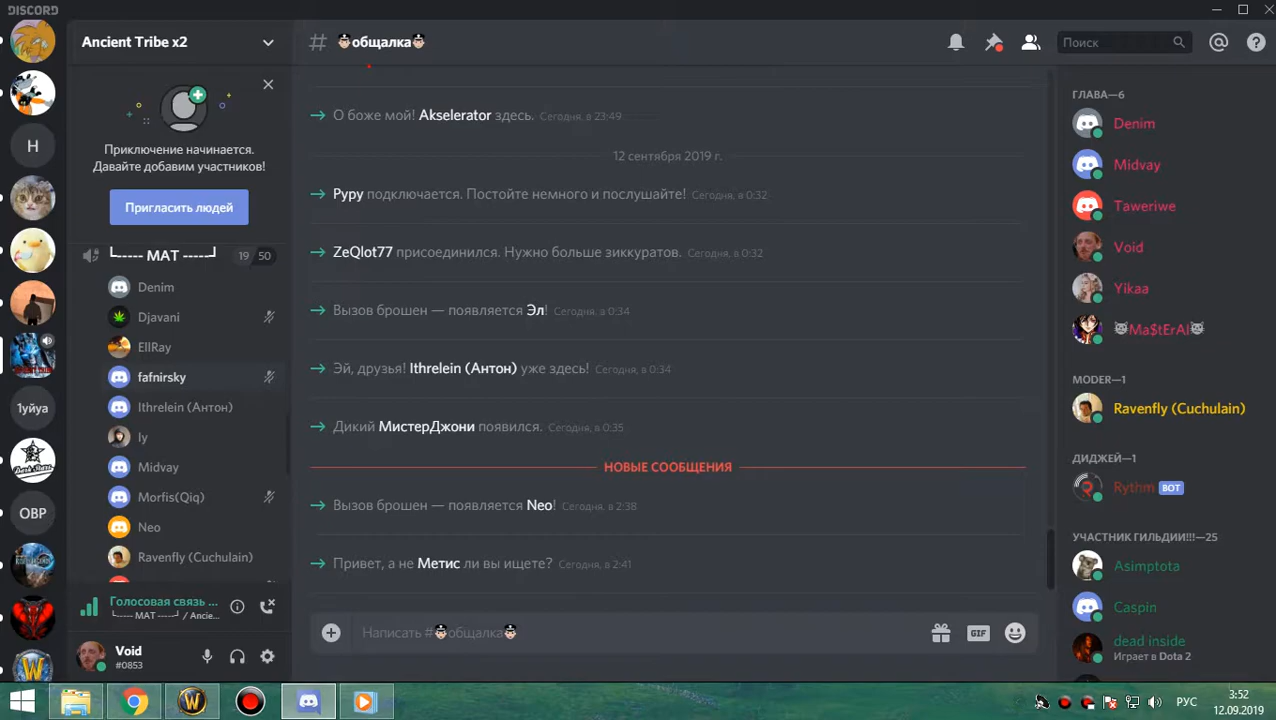 DISCORD
Ancient Tribe x2
Приключение начинается.
Давайте добавим участников!
Пригласить людей
└----- МАТ -----┘ 19 50
Denim
Djavani
EllRay
fafnirsky
Ithrelein (Антон)
ly
Midvay
Morfis(Qiq)
Neo
Ravenfly (Cuchulain)
Голосовая связь ...
└----- МАТ -----┘ / Ancie...
Void
#0853
Н
1уйуа
ОВР
# 👮общалка👮
Поиск
О боже мой! Akselerator здесь. Сегодня, в 23:49
12 сентября 2019 г.
Руру подключается. Постойте немного и послушайте! Сегодня, в 0:32
ZeQlot77 присоединился. Нужно больше зиккуратов. Сегодня, в 0:32
Вызов брошен — появляется Эл! Сегодня, в 0:34
Эй, друзья! Ithrelein (Антон) уже здесь! Сегодня, в 0:34
Дикий МистерДжони появился. Сегодня, в 0:35
НОВЫЕ СООБЩЕНИЯ
Вызов брошен — появляется Neo! Сегодня, в 2:38
Привет, а не Метис ли вы ищете? Сегодня, в 2:41
Написать #👮общалка👮
GIF
ГЛАВА—6
Denim
Midvay
Taweriwe
Void
Yikaa
🐺Ma$tErAl🐺
MODER—1
Ravenfly (Cuchulain)
ДИДЖЕЙ—1
Rythm BOT
УЧАСТНИК ГИЛЬДИИ!!!—25
Asimptota
Caspin
dead inside
Играет в Dota 2
РУС
3:52
12.09.2019